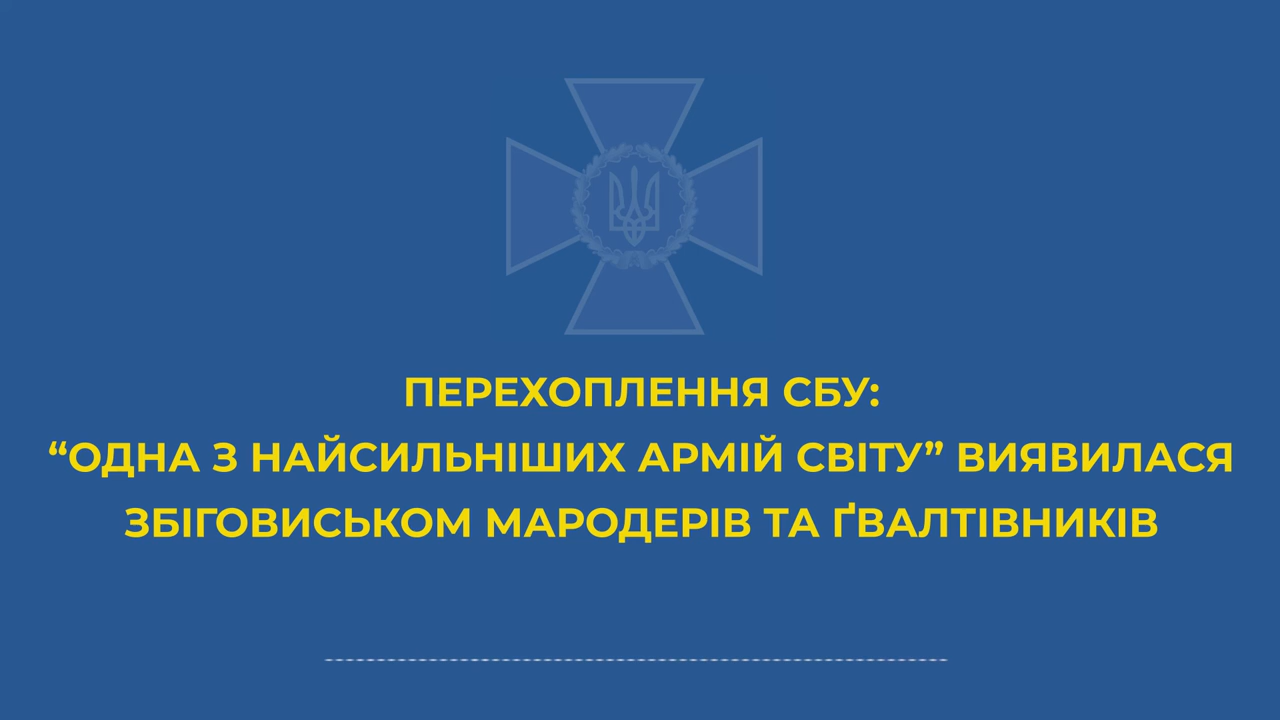 ПЕРЕХОПЛЕННЯ СБУ:
“ОДНА З НАЙСИЛЬНІШИХ АРМІЙ СВІТУ” ВИЯВИЛАСЯ
ЗБІГОВИСЬКОМ МАРОДЕРІВ ТА ҐВАЛТІВНИКІВ